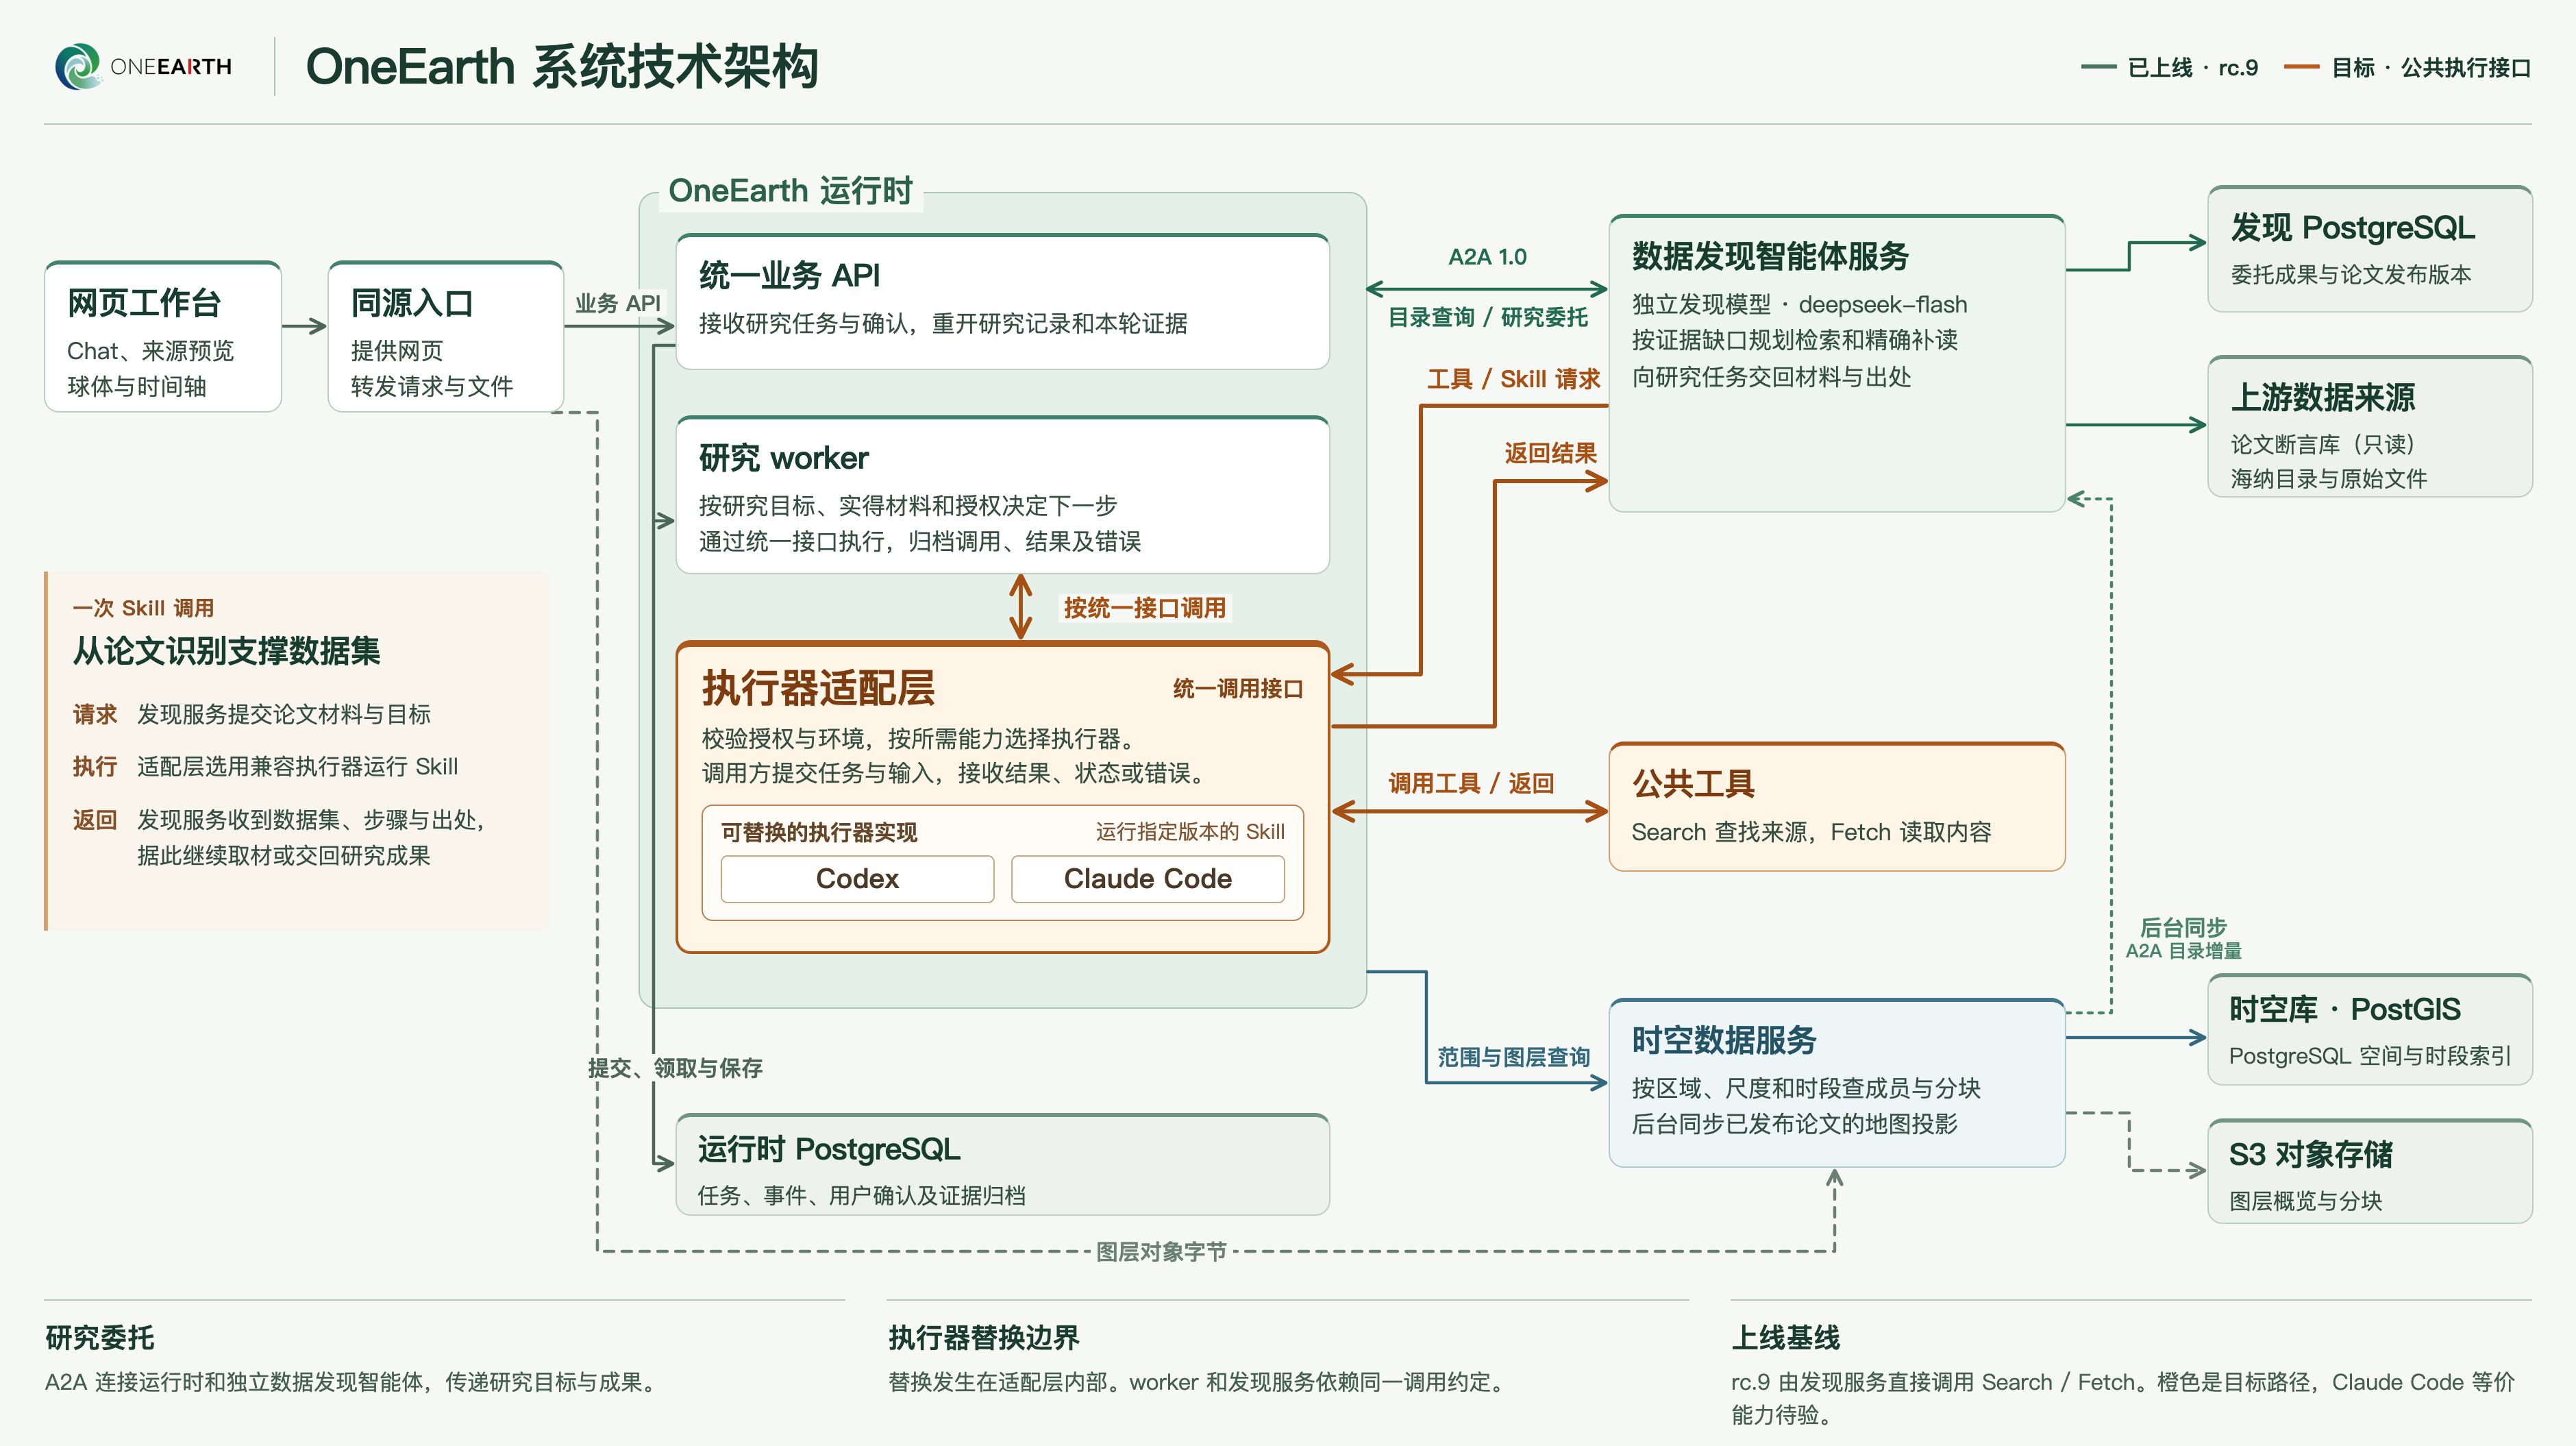 ONEEARTH
OneEarth 系统技术架构
已上线 · rc.9
目标 · 公共执行接口
OneEarth 运行时
网页工作台
Chat、来源预览
球体与时间轴
同源入口
提供网页
转发请求与文件
业务 API
统一业务 API
接收研究任务与确认，重开研究记录和本轮证据
研究 worker
按研究目标、实得材料和授权决定下一步
通过统一接口执行，归档调用、结果及错误
按统一接口调用
执行器适配层
统一调用接口
校验授权与环境，按所需能力选择执行器。
调用方提交任务与输入，接收结果、状态或错误。
可替换的执行器实现
运行指定版本的 Skill
Codex
Claude Code
提交、领取与保存
运行时 PostgreSQL
任务、事件、用户确认及证据归档
图层对象字节
A2A 1.0
目录查询 / 研究委托
工具 / Skill 请求
返回结果
调用工具 / 返回
范围与图层查询
数据发现智能体服务
独立发现模型 · deepseek-flash
按证据缺口规划检索和精确补读
向研究任务交回材料与出处
公共工具
Search 查找来源，Fetch 读取内容
时空数据服务
按区域、尺度和时段查成员与分块
后台同步已发布论文的地图投影
发现 PostgreSQL
委托成果与论文发布版本
上游数据来源
论文断言库（只读）
海纳目录与原始文件
后台同步
A2A 目录增量
时空库 · PostGIS
PostgreSQL 空间与时段索引
S3 对象存储
图层概览与分块
一次 Skill 调用
从论文识别支撑数据集
请求 发现服务提交论文材料与目标
执行 适配层选用兼容执行器运行 Skill
返回 发现服务收到数据集、步骤与出处，
据此继续取材或交回研究成果
研究委托
A2A 连接运行时和独立数据发现智能体，传递研究目标与成果。
执行器替换边界
替换发生在适配层内部。worker 和发现服务依赖同一调用约定。
上线基线
rc.9 由发现服务直接调用 Search / Fetch。橙色是目标路径，Claude Code 等价
能力待验。